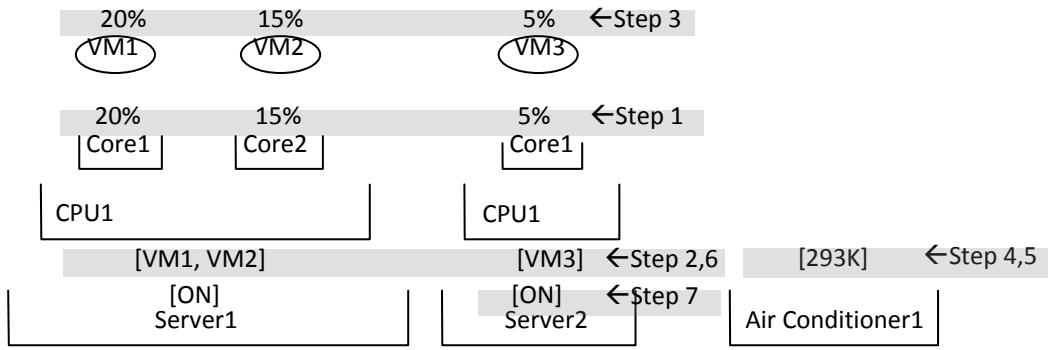 20% 15% 5% ←Step 3
VM1 VM2 VM3
20% 15% 5% ←Step 1
Core1 Core2 Core1
CPU1 CPU1
[VM1, VM2] [VM3] ←Step 2,6 [293K] ←Step 4,5
[ON] [ON] ←Step 7
Server1 Server2 Air Conditioner1